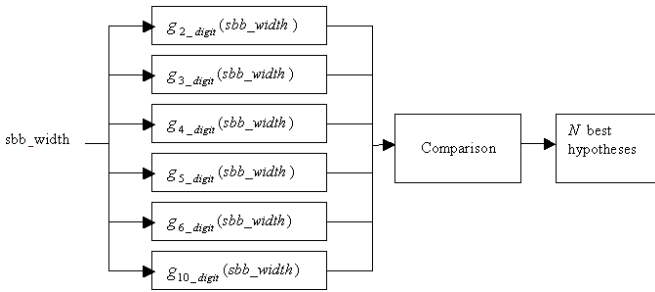 g2_digit(sbb_width)
g3_digit(sbb_width)
g4_digit(sbb_width)
sbb_width
g5_digit(sbb_width)
g6_digit(sbb_width)
g10_digit(sbb_width)
Comparison
N best
hypotheses